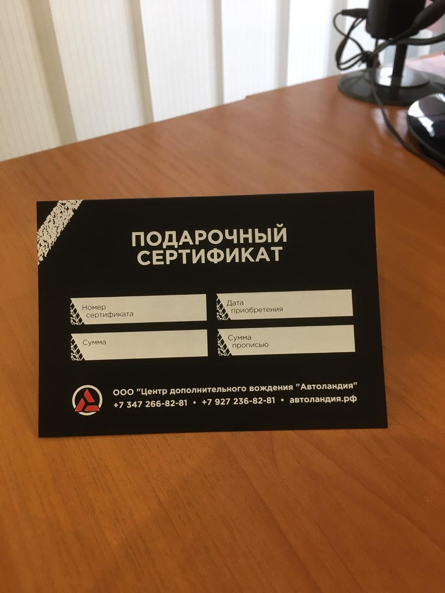 ПОДАРОЧНЫЙ
СЕРТИФИКАТ
Номер
сертификата
Дата
приобретения
Сумма
Сумма
прописью
ООО "Центр дополнительного вождения "Автоландия"
+7 347 266-82-81 • +7 927 236-82-81 • автоландия.рф